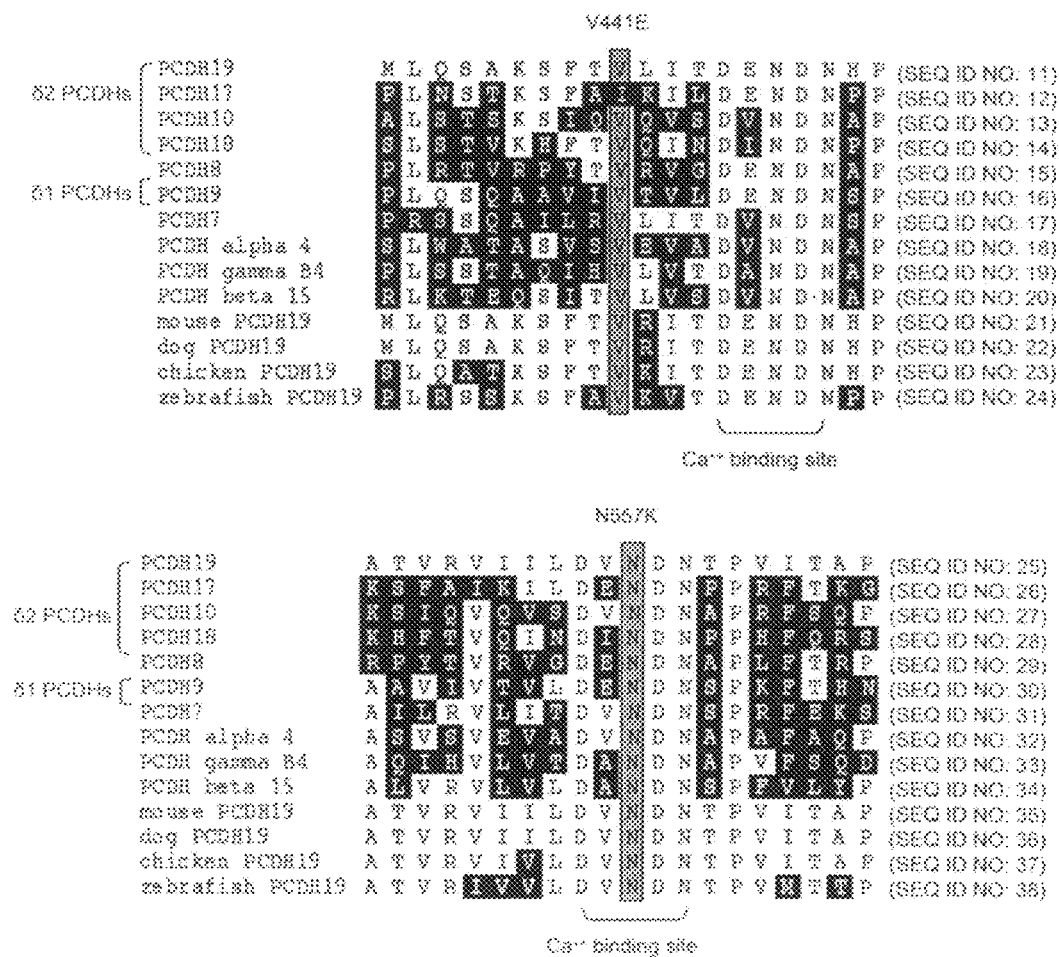 V441E
δ2 PCDHs
PCDH19 M L Q S A K S F T V L I T D E N D N H P (SEQ ID NO: 11)
PCDH17 P L N S T K S F A I K I L D E N D N P P (SEQ ID NO: 12)
PCDH10 A L S T S K S I Q V Q V S D V N D N A P (SEQ ID NO: 13)
PCDH18 S L S T V K H F T V Q I N D I N D N P P (SEQ ID NO: 14)
PCDH8 P L R T V R P Y T V R V G D E N D N A P (SEQ ID NO: 15)
δ1 PCDHs
PCDH9 P L Q S Q A A V I V T V L D E N D N S P (SEQ ID NO: 16)
PCDH7 P R S S Q A I L R V L I T D V N D N S P (SEQ ID NO: 17)
PCDH alpha 4 S L W A T A S V S V E V A D V N D N A P (SEQ ID NO: 18)
PCDH gamma B4 P L S S T A Q I H V L V T D A N D N A P (SEQ ID NO: 19)
PCDH beta 15 R L K T E Q S I T V L V S D V N D N A P (SEQ ID NO: 20)
mouse PCDH19 M L Q S A K S F T V R I T D E N D N H P (SEQ ID NO: 21)
dog PCDH19 M L Q S A K S F T V I T D E N D N H P (SEQ ID NO: 22)
chicken PCDH19 S L Q A T K S F T V I T D E N D N H P (SEQ ID NO: 23)
zebrafish PCDH19 P L R S S K S F A V K V T D E N D N P P (SEQ ID NO: 24)
Ca++ binding site
N557K
δ2 PCDHs
PCDH19 A T V R V I I L D V N D N T P V I T A P (SEQ ID NO: 25)
PCDH17 K S F A I K I L D E N D N P P R F T K G (SEQ ID NO: 26)
PCDH10 K S I Q V Q V S D V N D N A P R F S Q P (SEQ ID NO: 27)
PCDH18 K H F T V Q I N D I N D N P P H F Q R S (SEQ ID NO: 28)
PCDH8 R P Y T V R V G D E N D N A P L F T R P (SEQ ID NO: 29)
δ1 PCDHs
PCDH9 A A V I V T V L D E N D N S P K F T H N (SEQ ID NO: 30)
PCDH7 A I L R V L I T D V N D N S P R F E K S (SEQ ID NO: 31)
PCDH alpha 4 A S V S V E V A D V N D N A P A F A Q P (SEQ ID NO: 32)
PCDH gamma B4 A Q I H V L V T D A N D N A P V F S Q D (SEQ ID NO: 33)
PCDH beta 15 A L V R V L V L D A N D N S P F V L Y P (SEQ ID NO: 34)
mouse PCDH19 A T V R V I I L D V N D N T P V I T A P (SEQ ID NO: 35)
dog PCDH19 A T V R V I I L D V N D N T P V I T A P (SEQ ID NO: 36)
chicken PCDH19 A T V R V I V L D V N D N T P V I T A P (SEQ ID NO: 37)
zebrafish PCDH19 A T V R I V V L D V N D N T P V N T T P (SEQ ID NO: 38)
Ca++ binding site